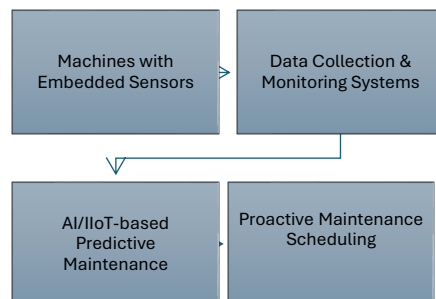 Machines with
Embedded Sensors
Data Collection &
Monitoring Systems
AI/IIoT-based
Predictive
Maintenance
Proactive Maintenance
Scheduling